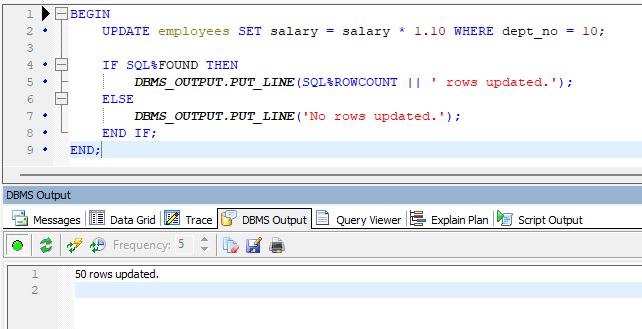 1 BEGIN
2 UPDATE employees SET salary = salary * 1.10 WHERE dept_no = 10;
3
4 IF SQL%FOUND THEN
5 DBMS_OUTPUT.PUT_LINE(SQL%ROWCOUNT || ' rows updated.');
6 ELSE
7 DBMS_OUTPUT.PUT_LINE('No rows updated.');
8 END IF;
9 END;
DBMS Output
Messages Data Grid Trace DBMS Output Query Viewer Explain Plan Script Output
Frequency: 5
1 50 rows updated.
2